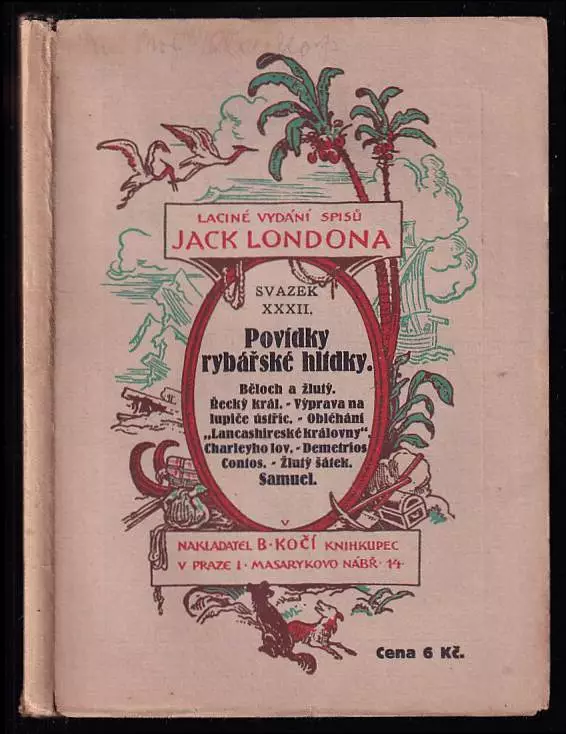 LACINÉ VYDÁNÍ SPISŮ
JACK LONDONA
SVAZEK
XXXII.
Povídky
rybářské hlídky.
Běloch a žlutý.
Řecký král. - Výprava na
lupiče ústřic. - Obléhání
„Lancashireské královny“.
Charleyho lov. - Demetrios
Contos. - Žlutý šátek.
Samuel.
V
NAKLADATEL B·KOČÍ KNIHKUPEC
V PRAZE I· MASARYKOVO NÁBŘ· 14
Cena 6 Kč.